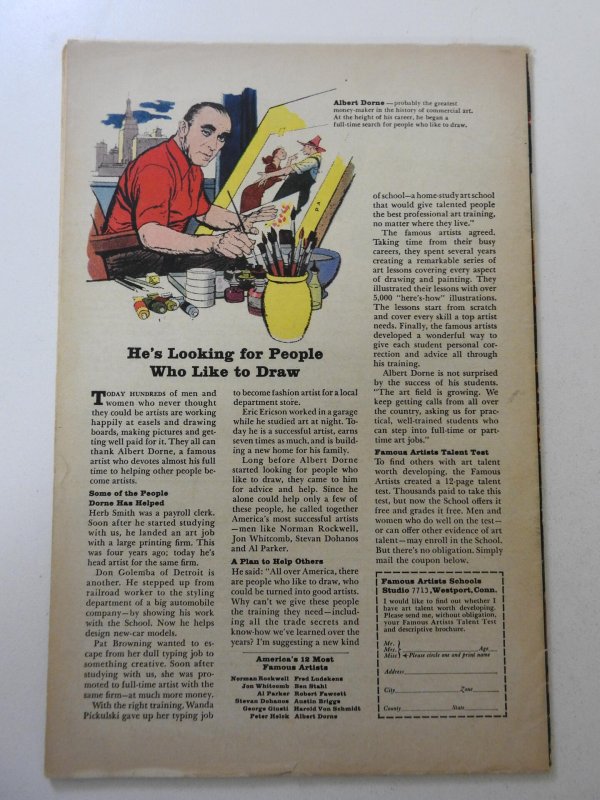 Albert Dorne—probably the greatest
money-maker in the history of commercial art.
At the height of his career, he began a
full-time search for people who like to draw.
He's Looking for People
Who Like to Draw
TODAY HUNDREDS of men and
women who never thought
they could be artists are working
happily at easels and drawing
boards, making pictures and get-
ting well paid for it. They all can
thank Albert Dorne, a famous
artist who devotes almost his full
time to helping other people be-
come artists.
Some of the People
Dorne Has Helped
Herb Smith was a payroll clerk.
Soon after he started studying
with us, he landed an art job
with a large printing firm. This
was four years ago; today he's
head artist for the same firm.
Don Golemba of Detroit is
another. He stepped up from
railroad worker to the styling
department of a big automobile
company—by showing his work
with the School. Now he helps
design new-car models.
Pat Browning wanted to es-
cape from her dull typing job to
something creative. Soon after
studying with us, she was pro-
moted to full-time artist with the
same firm—at much more money.
With the right training, Wanda
Pickulski gave up her typing job
to become fashion artist for a local
department store.
Eric Ericson worked in a garage
while he studied art at night. To-
day he is a successful artist, earns
seven times as much, and is build-
ing a new home for his family.
Long before Albert Dorne
started looking for people who
like to draw, they came to him
for advice and help. Since he
alone could help only a few of
these people, he called together
America's most successful artists
—men like Norman Rockwell,
Jon Whitcomb, Stevan Dohanos
and Al Parker.
A Plan to Help Others
He said: "All over America, there
are people who like to draw, who
could be turned into good artists.
Why can't we give these people
the training they need—includ-
ing all the trade secrets and
know-how we've learned over the
years? I'm suggesting a new kind
America's 12 Most
Famous Artists
Norman Rockwell Fred Ludekens
Jon Whitcomb Ben Stahl
Al Parker Robert Fawcett
Stevan Dohanos Austin Briggs
George Giusti Harold Von Schmidt
Peter Helck Albert Dorne
of school—a home-study art school
that would give talented people
the best professional art training,
no matter where they live."
The famous artists agreed.
Taking time from their busy
careers, they spent several years
creating a remarkable series of
art lessons covering every aspect
of drawing and painting. They
illustrated their lessons with over
5,000 "here's-how" illustrations.
The lessons start from scratch
and cover every skill a top artist
needs. Finally, the famous artists
developed a wonderful way to
give each student personal cor-
rection and advice all through
his training.
Albert Dorne is not surprised
by the success of his students.
"The art field is growing. We
keep getting calls from all over
the country, asking us for prac-
tical, well-trained students who
can step into full-time or part-
time art jobs."
Famous Artists Talent Test
To find others with art talent
worth developing, the Famous
Artists created a 12-page talent
test. Thousands paid to take this
test, but now the School offers it
free and grades it free. Men and
women who do well on the test—
or can offer other evidence of art
talent—may enroll in the School.
But there's no obligation. Simply
mail the coupon below.
Famous Artists Schools
Studio 7713, Westport, Conn.
I would like to find out whether I
have art talent worth developing.
Please send me, without obligation,
your Famous Artists Talent Test
and descriptive brochure.
Mr.
Mrs. Age
Miss Please circle one and print name
Address
City Zone
County State